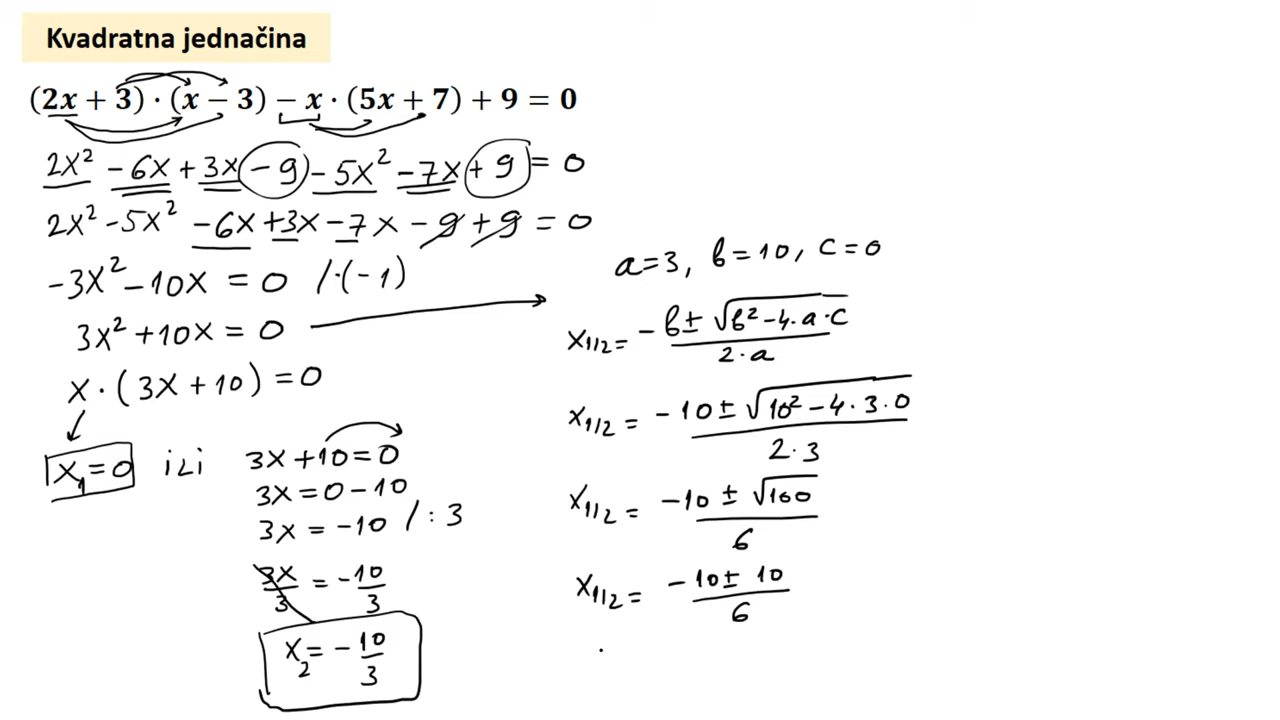 Kvadratna jednačina
(2x + 3) · (x − 3) − x · (5x + 7) + 9 = 0
2x² − 6x + 3x − 9 − 5x² − 7x + 9 = 0
2x² − 5x² − 6x + 3x − 7x − 9 + 9 = 0
−3x² − 10x = 0 /·(−1)
3x² + 10x = 0
x · (3x + 10) = 0
x₁ = 0 ili 3x + 10 = 0
3x = 0 − 10
3x = −10 / : 3
3x/3 = −10/3
x₂ = −10/3
a = 3, b = 10, c = 0
x₁/₂ = −b ± √(b² − 4·a·c) / 2·a
x₁/₂ = −10 ± √(10² − 4·3·0) / 2·3
x₁/₂ = −10 ± √100 / 6
x₁/₂ = −10 ± 10 / 6